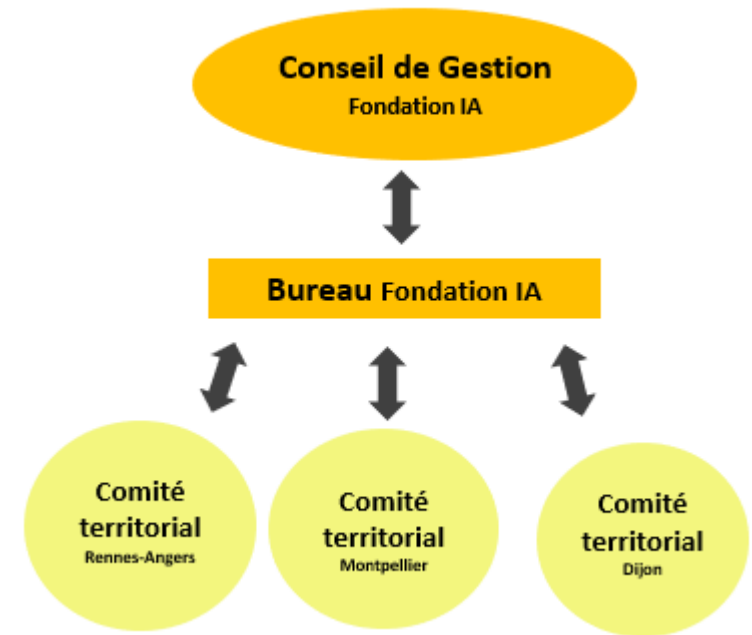 Conseil de Gestion
Fondation IA
Bureau Fondation IA
Comité
territorial
Rennes-Angers
Comité
territorial
Montpellier
Comité
territorial
Dijon